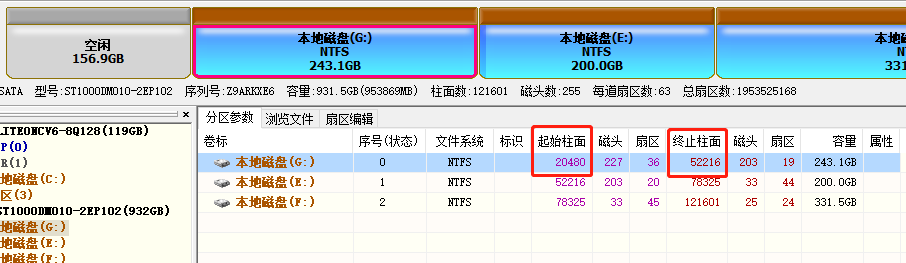 空闲
156.9GB
本地磁盘(G:)
NTFS
243.1GB
本地磁盘(E:)
NTFS
200.0GB
本地
NTF
331
SATA 型号:ST1000DM010-2EP102 序列号:Z9ARKXE6 容量:931.5GB(953869MB) 柱面数:121601 磁头数:255 每道扇区数:63 总扇区数:1953525168
分区参数 浏览文件 扇区编辑
卷标 序号(状态) 文件系统 标识 起始柱面 磁头 扇区 终止柱面 磁头 扇区 容量 属性
本地磁盘(G:) 0 NTFS 20480 227 36 52216 203 19 243.1GB
本地磁盘(E:) 1 NTFS 52216 203 20 78325 33 44 200.0GB
本地磁盘(F:) 2 NTFS 78325 33 45 121601 25 24 331.5GB
LITEONCV6-8Q128(119GB)
P(0)
R(1)
地磁盘(C:)
区(3)
ST1000DM010-2EP102(932GB)
地磁盘(G:)
地磁盘(E:)
地磁盘(F:)